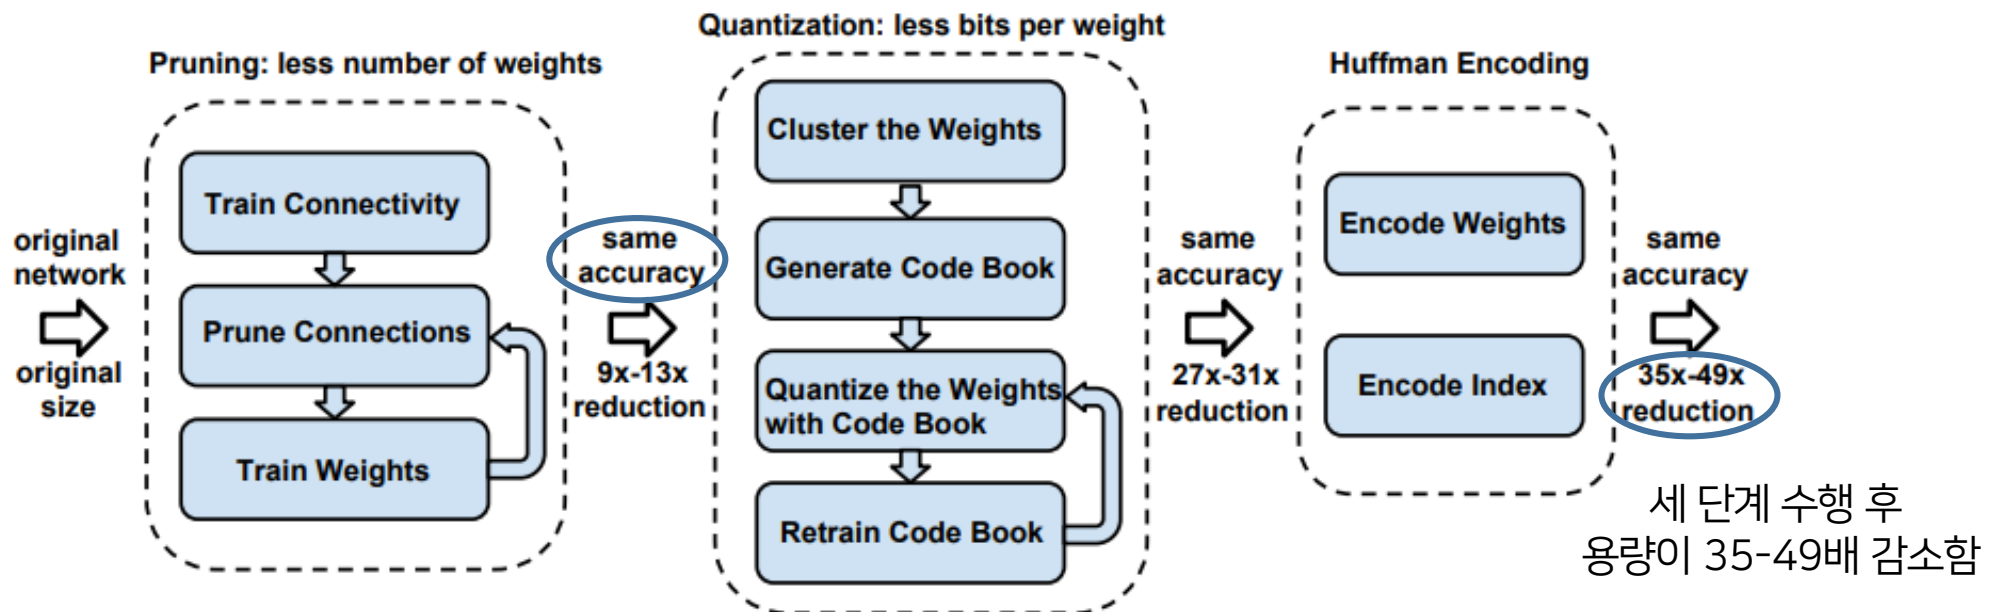 original
network
original
size
Pruning: less number of weights
Train Connectivity
Prune Connections
Train Weights
same
accuracy
9x-13x
reduction
Quantization: less bits per weight
Cluster the Weights
Generate Code Book
Quantize the Weights
with Code Book
Retrain Code Book
same
accuracy
27x-31x
reduction
Huffman Encoding
Encode Weights
Encode Index
same
accuracy
35x-49x
reduction
세 단계 수행 후
용량이 35-49배 감소함